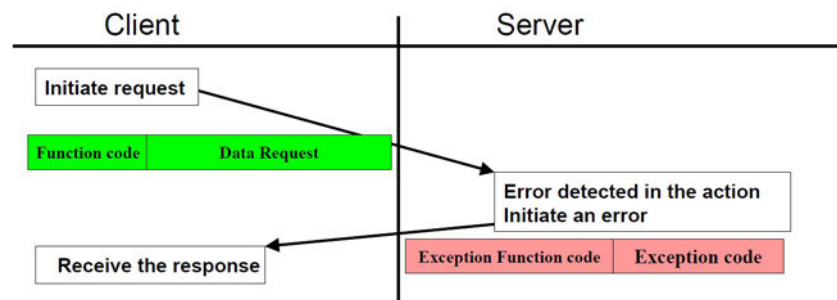 Client
Server
Initiate request
Function code
Data Request
Error detected in the action
Initiate an error
Receive the response
Exception Function code
Exception code